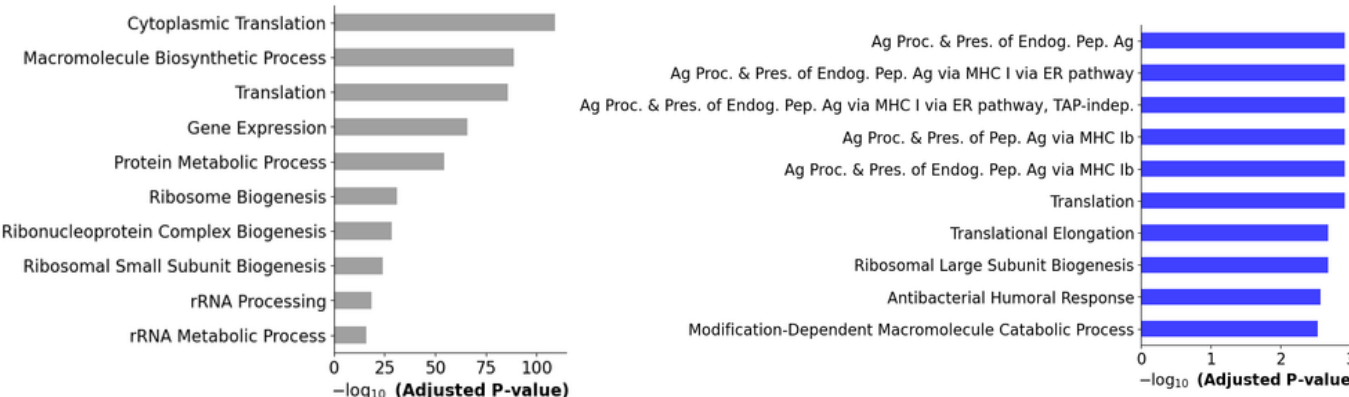 Cytoplasmic Translation
Macromolecule Biosynthetic Process
Translation
Gene Expression
Protein Metabolic Process
Ribosome Biogenesis
Ribonucleoprotein Complex Biogenesis
Ribosomal Small Subunit Biogenesis
rRNA Processing
rRNA Metabolic Process
0 25 50 75 100
−log₁₀ (Adjusted P-value)
Ag Proc. & Pres. of Endog. Pep. Ag
Ag Proc. & Pres. of Endog. Pep. Ag via MHC I via ER pathway
Ag Proc. & Pres. of Endog. Pep. Ag via MHC I via ER pathway, TAP-indep.
Ag Proc. & Pres. of Pep. Ag via MHC Ib
Ag Proc. & Pres. of Endog. Pep. Ag via MHC Ib
Translation
Translational Elongation
Ribosomal Large Subunit Biogenesis
Antibacterial Humoral Response
Modification-Dependent Macromolecule Catabolic Process
0 1 2 3
−log₁₀ (Adjusted P-value